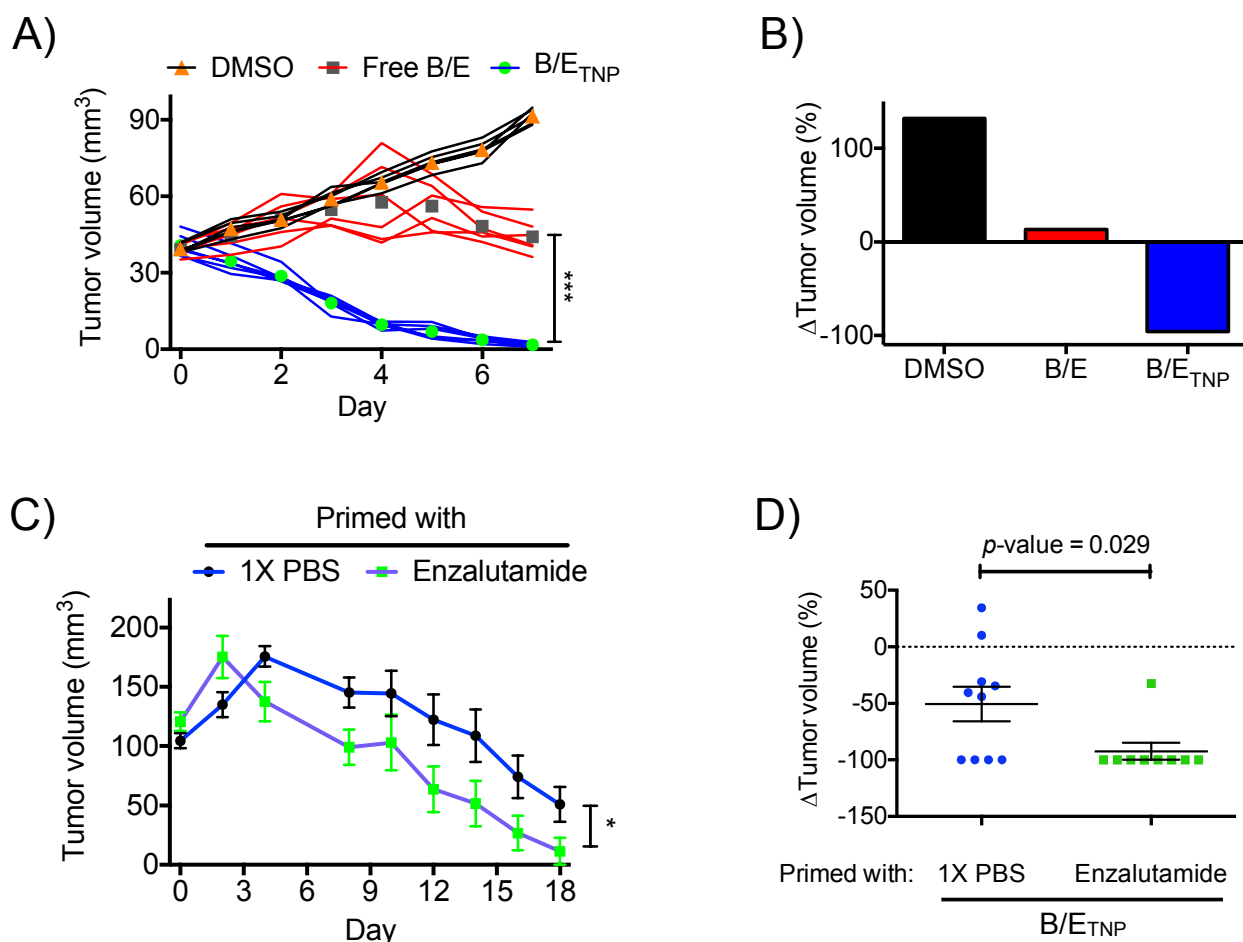 A)
DMSO Free B/E B/ETNP
Tumor volume (mm3)
90
60
30
0
***
0 2 4 6
Day
B)
ΔTumor volume (%)
100
0
-100
DMSO B/E B/ETNP
C)
Primed with
1X PBS Enzalutamide
Tumor volume (mm3)
200
150
100
50
0
*
0 3 6 9 12 15 18
Day
D)
p-value = 0.029
ΔTumor volume (%)
50
0
-50
-100
-150
Primed with: 1X PBS Enzalutamide
B/ETNP